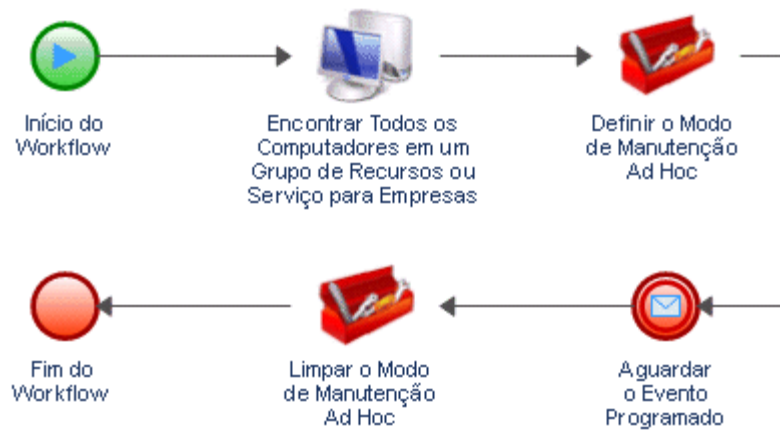 Início do
Workflow
Encontrar Todos os
Computadores em um
Grupo de Recursos ou
Serviço para Empresas
Definir o Modo
de Manutenção
Ad Hoc
Fim do
Workflow
Limpar o Modo
de Manutenção
Ad Hoc
Aguardar
o Evento
Programado